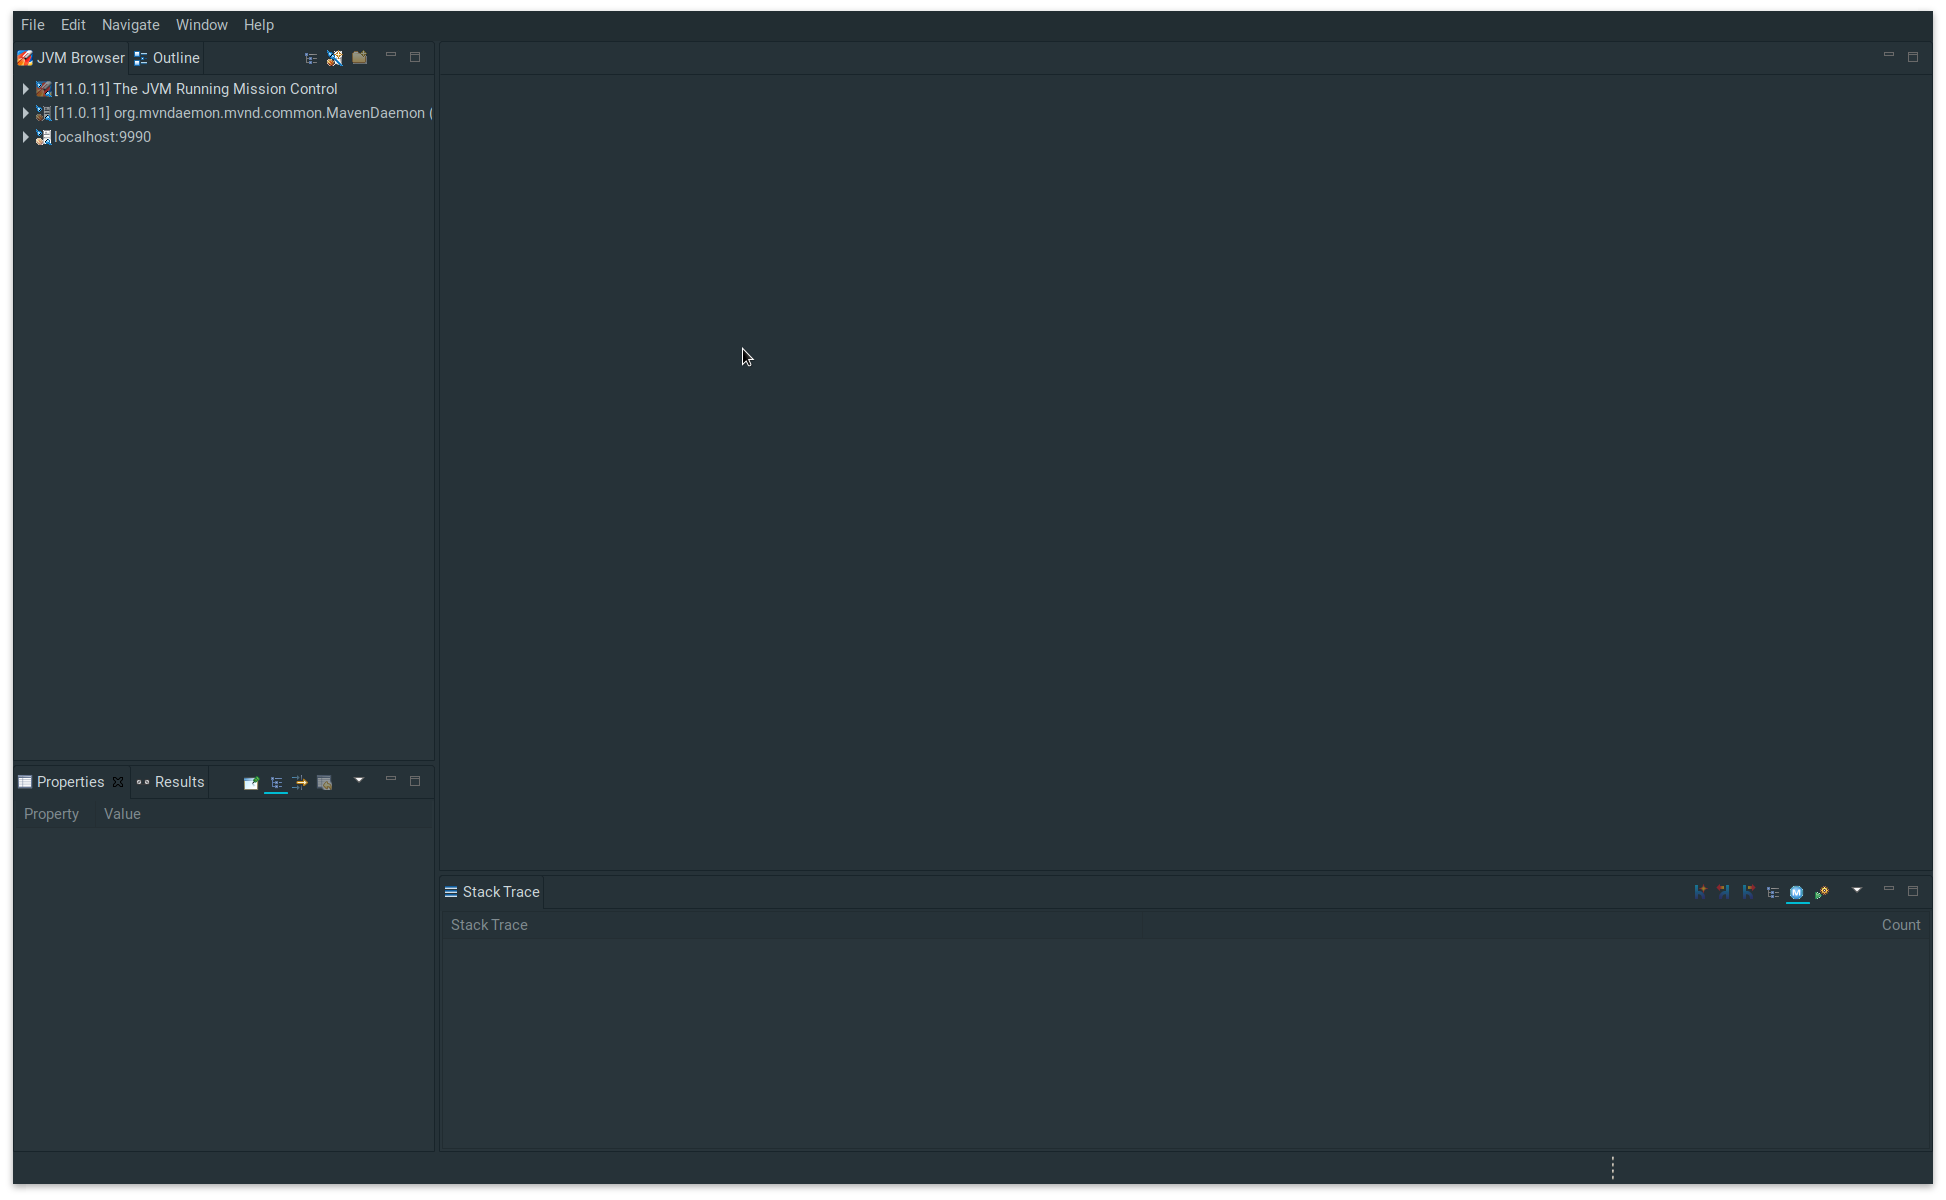 File Edit Navigate Window Help
JVM Browser Outline
[11.0.11] The JVM Running Mission Control
[11.0.11] org.mvndaemon.mvnd.common.MavenDaemon (
localhost:9990
Properties Results
Property Value
Stack Trace
Stack Trace Count